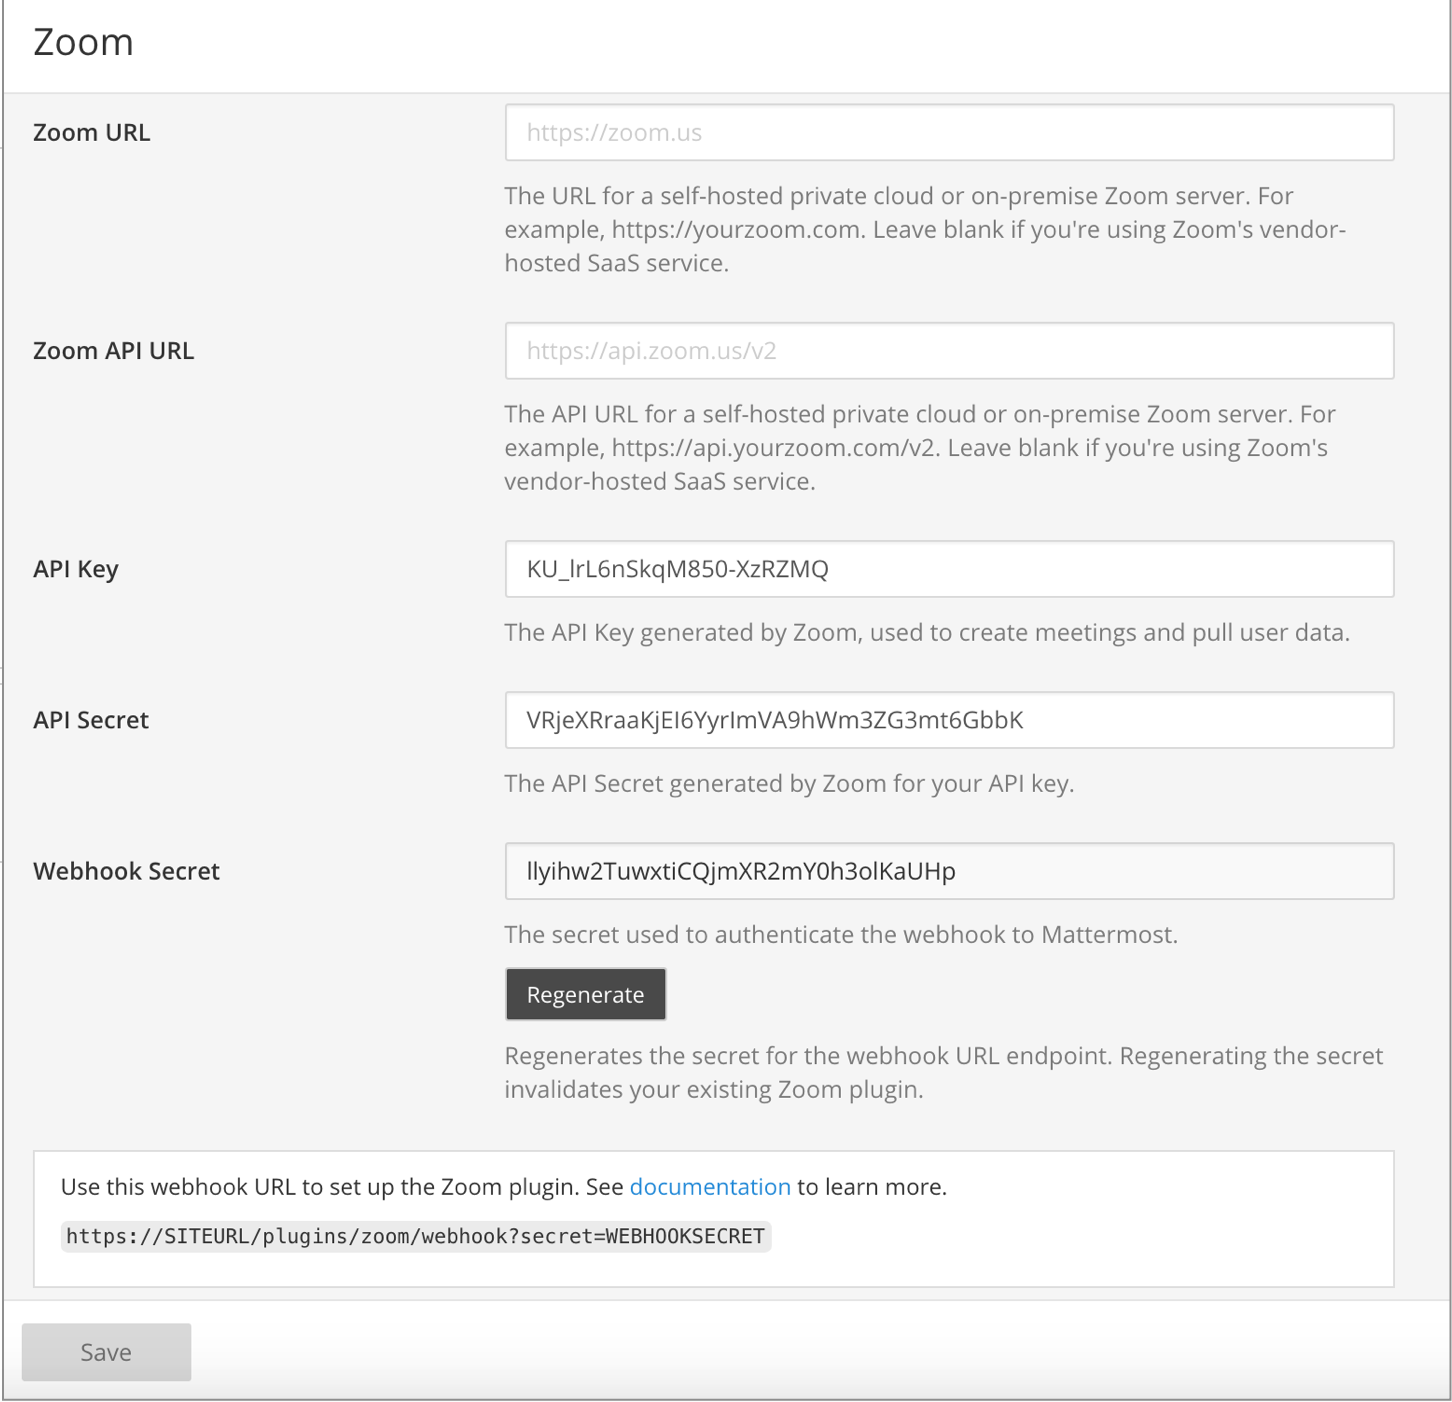 Zoom
Zoom URL
https://zoom.us
The URL for a self-hosted private cloud or on-premise Zoom server. For
example, https://yourzoom.com. Leave blank if you're using Zoom's vendor-
hosted SaaS service.
Zoom API URL
https://api.zoom.us/v2
The API URL for a self-hosted private cloud or on-premise Zoom server. For
example, https://api.yourzoom.com/v2. Leave blank if you're using Zoom's
vendor-hosted SaaS service.
API Key
KU_lrL6nSkqM850-XzRZMQ
The API Key generated by Zoom, used to create meetings and pull user data.
API Secret
VRjeXRraaKjEI6YyrImVA9hWm3ZG3mt6GbbK
The API Secret generated by Zoom for your API key.
Webhook Secret
llyihw2TuwxtiCQjmXR2mY0h3olKaUHp
The secret used to authenticate the webhook to Mattermost.
Regenerate
Regenerates the secret for the webhook URL endpoint. Regenerating the secret
invalidates your existing Zoom plugin.
Use this webhook URL to set up the Zoom plugin. See documentation to learn more.
https://SITEURL/plugins/zoom/webhook?secret=WEBHOOKSECRET
Save